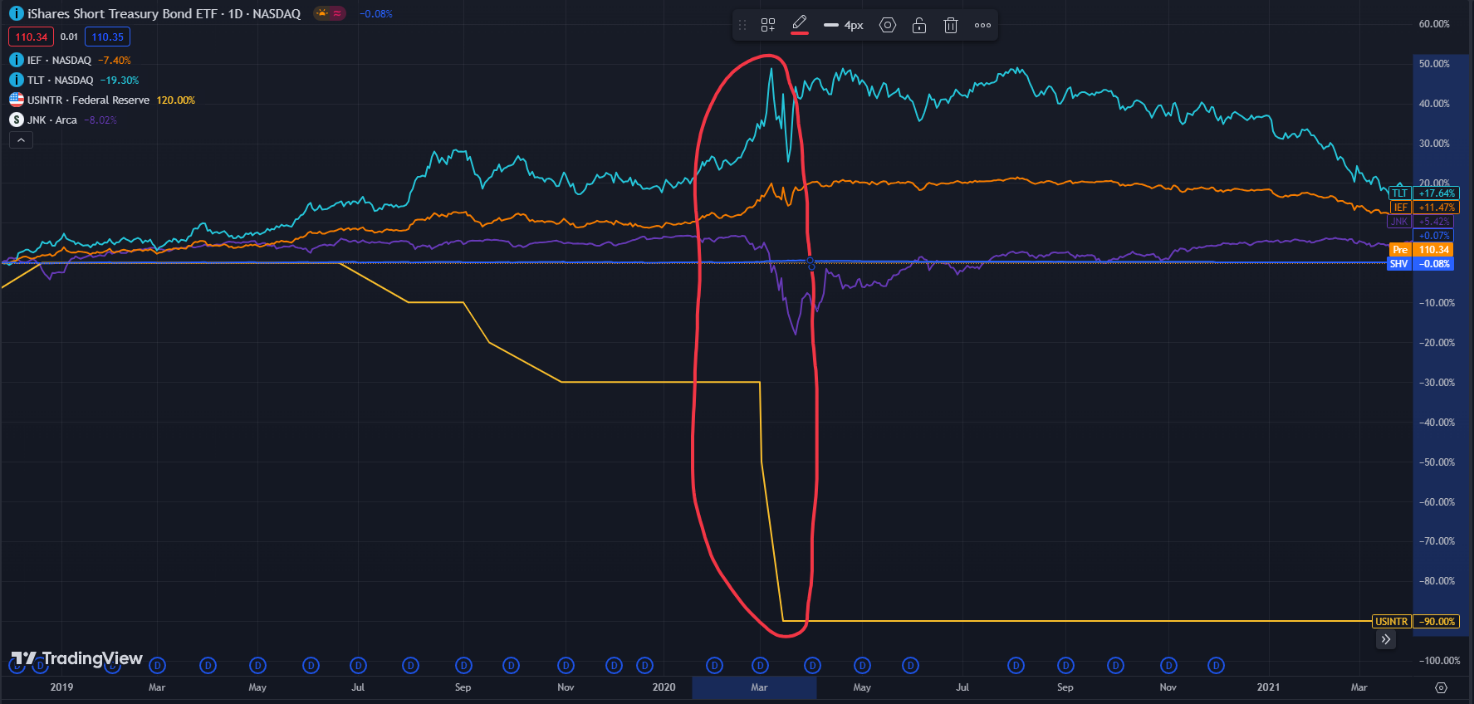 iShares Short Treasury Bond ETF · 1D · NASDAQ −0.08%
110.34 0.01 110.35
IEF · NASDAQ −7.40%
TLT · NASDAQ −19.30%
USINTR · Federal Reserve 120.00%
JNK · Arca −8.02%
4px
60.00%
50.00%
40.00%
30.00%
20.00%
TLT +17.64%
IEF +11.47%
JNK +5.42%
+0.07%
Pre 110.34
SHV −0.08%
−10.00%
−20.00%
−30.00%
−40.00%
−50.00%
−60.00%
−70.00%
−80.00%
USINTR −90.00%
−100.00%
TradingView
D D D D D D D D D D D D D D D D D D D D D D D D
2019 Mar May Jul Sep Nov 2020 Mar May Jul Sep Nov 2021 Mar